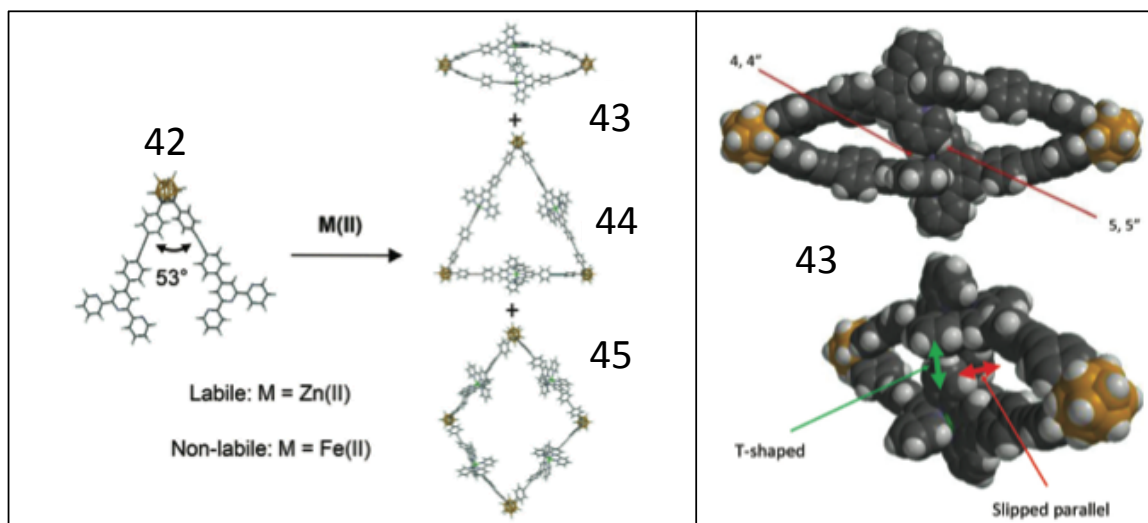 42
53°
M(II)
Labile: M = Zn(II)
Non-labile: M = Fe(II)
+
43
44
+
45
4, 4"
5, 5"
43
T-shaped
Slipped parallel